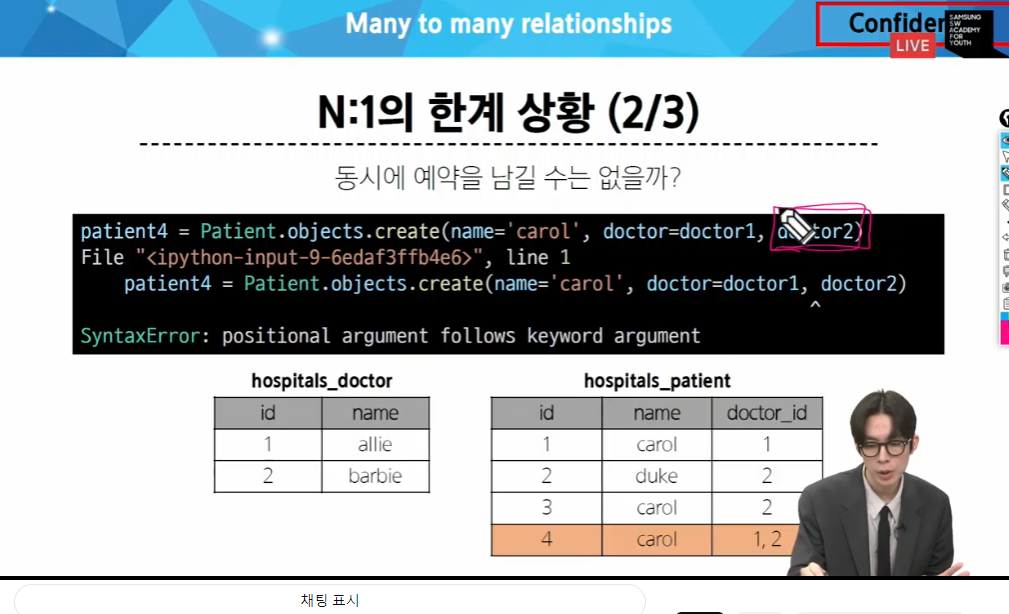 Many to many relationships
Confiden
LIVE
SAMSUNG
SW
ACADEMY
FOR
YOUTH
N:1의 한계 상황 (2/3)
동시에 예약을 남길 수는 없을까?
patient4 = Patient.objects.create(name='carol', doctor=doctor1, doctor2)
File "<ipython-input-9-6edaf3ffb4e6>", line 1
patient4 = Patient.objects.create(name='carol', doctor=doctor1, doctor2)
^
SyntaxError: positional argument follows keyword argument
hospitals_doctor
id name
1 allie
2 barbie
hospitals_patient
id name doctor_id
1 carol 1
2 duke 2
3 carol 2
4 carol 1, 2
채팅 표시